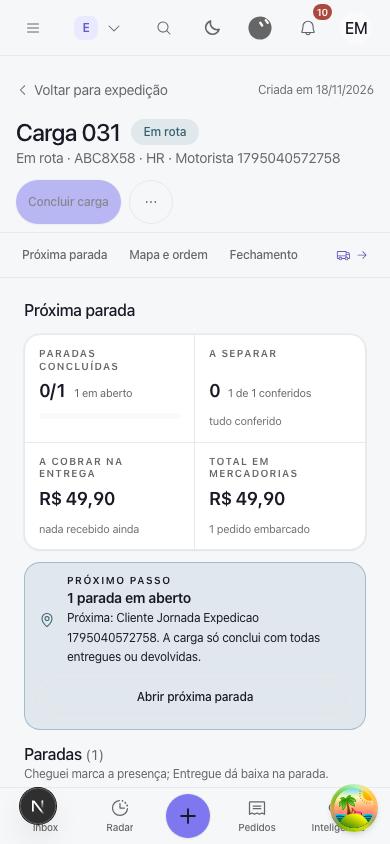 E
10
EM
Voltar para expedição
Criada em 18/11/2026
Carga 031
Em rota
Em rota · ABC8X58 · HR · Motorista 1795040572758
Concluir carga
...
Próxima parada
Mapa e ordem
Fechamento
Próxima parada
PARADAS
CONCLUÍDAS
0/1 1 em aberto
A SEPARAR
0 1 de 1 conferidos
tudo conferido
A COBRAR NA
ENTREGA
R$ 49,90
nada recebido ainda
TOTAL EM
MERCADORIAS
R$ 49,90
1 pedido embarcado
PRÓXIMO PASSO
1 parada em aberto
Próxima: Cliente Jornada Expedicao
1795040572758. A carga só conclui com todas
entregues ou devolvidas.
Abrir próxima parada
Paradas (1)
Cheguei marca a presença; Entregue dá baixa na parada.
N
Inbox
Radar
Pedidos